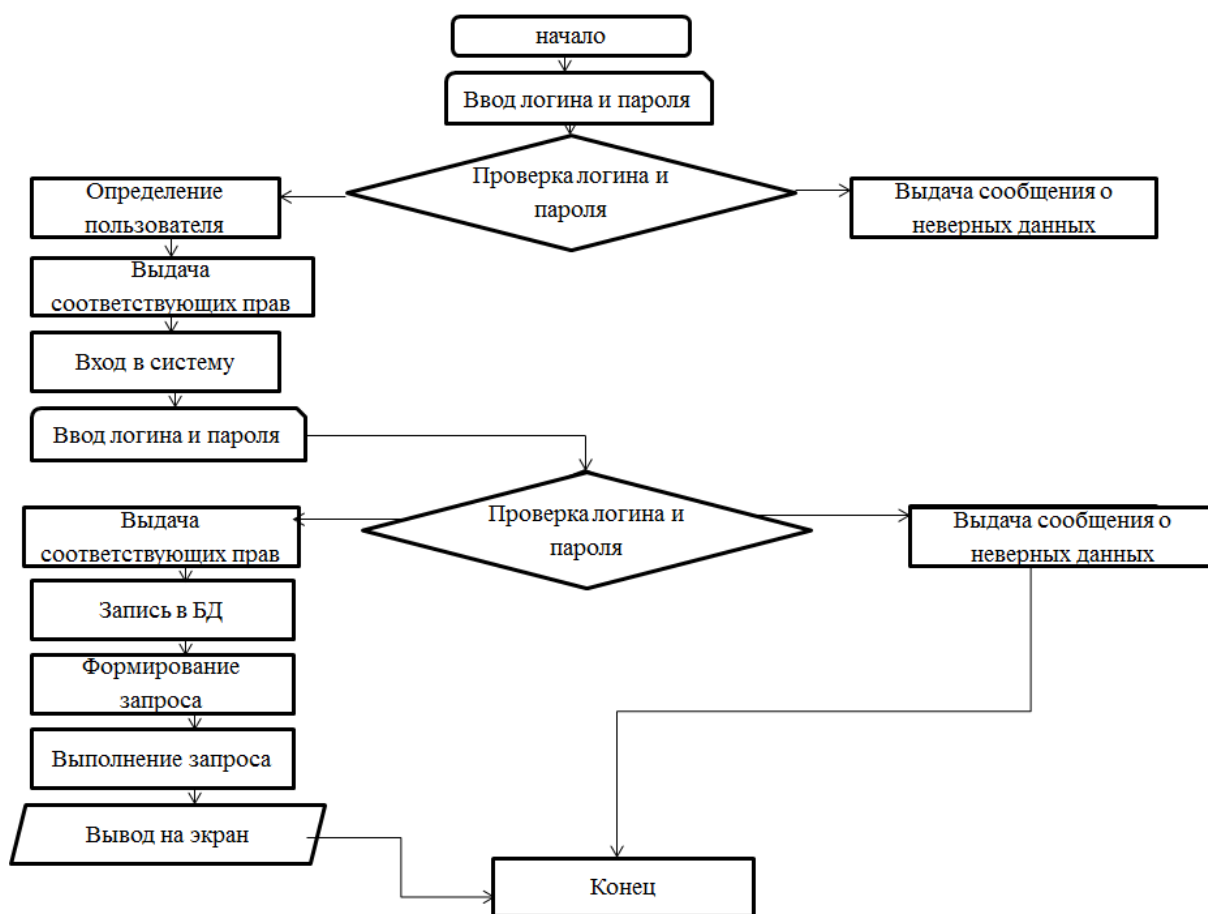 начало
Ввод логина и пароля
Проверка логина и
пароля
Определение
пользователя
Выдача сообщения о
неверных данных
Выдача
соответствующих прав
Вход в систему
Ввод логина и пароля
Проверка логина и
пароля
Выдача
соответствующих прав
Выдача сообщения о
неверных данных
Запись в БД
Формирование
запроса
Выполнение запроса
Вывод на экран
Конец